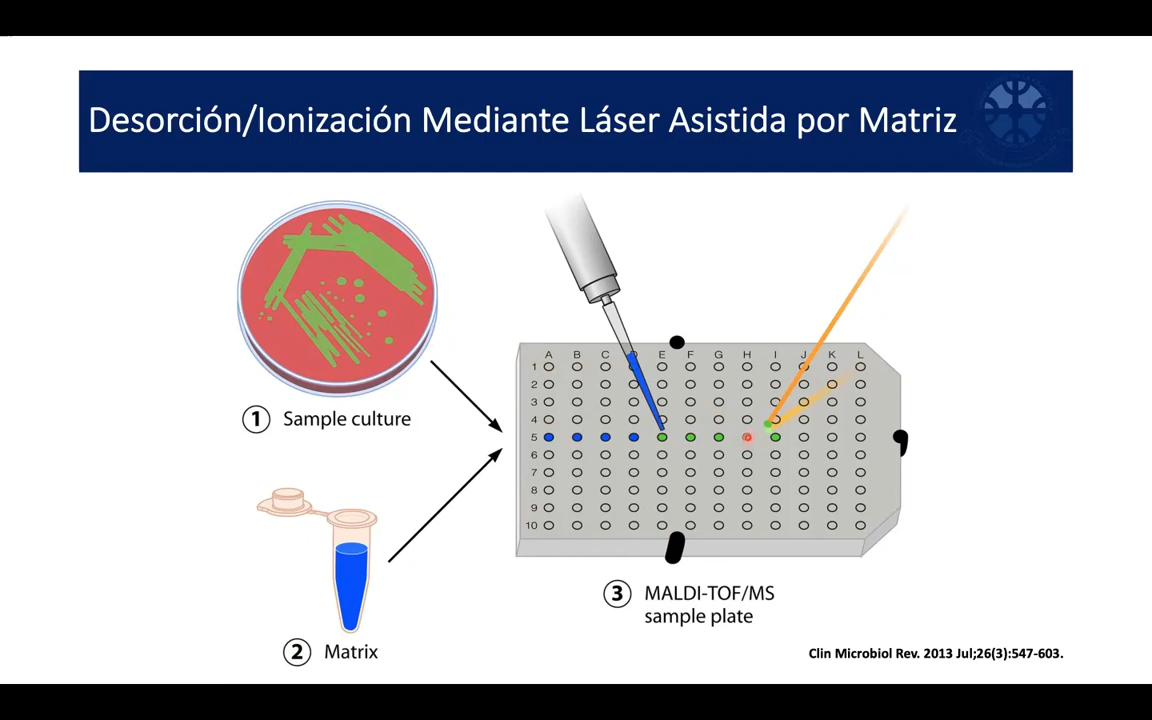 Desorción/Ionización Mediante Láser Asistida por Matriz
1 Sample culture
2 Matrix
A B C D E F G H I J K L
1
2
3
4
5
6
7
8
9
10
3 MALDI-TOF/MS
sample plate
Clin Microbiol Rev. 2013 Jul;26(3):547-603.